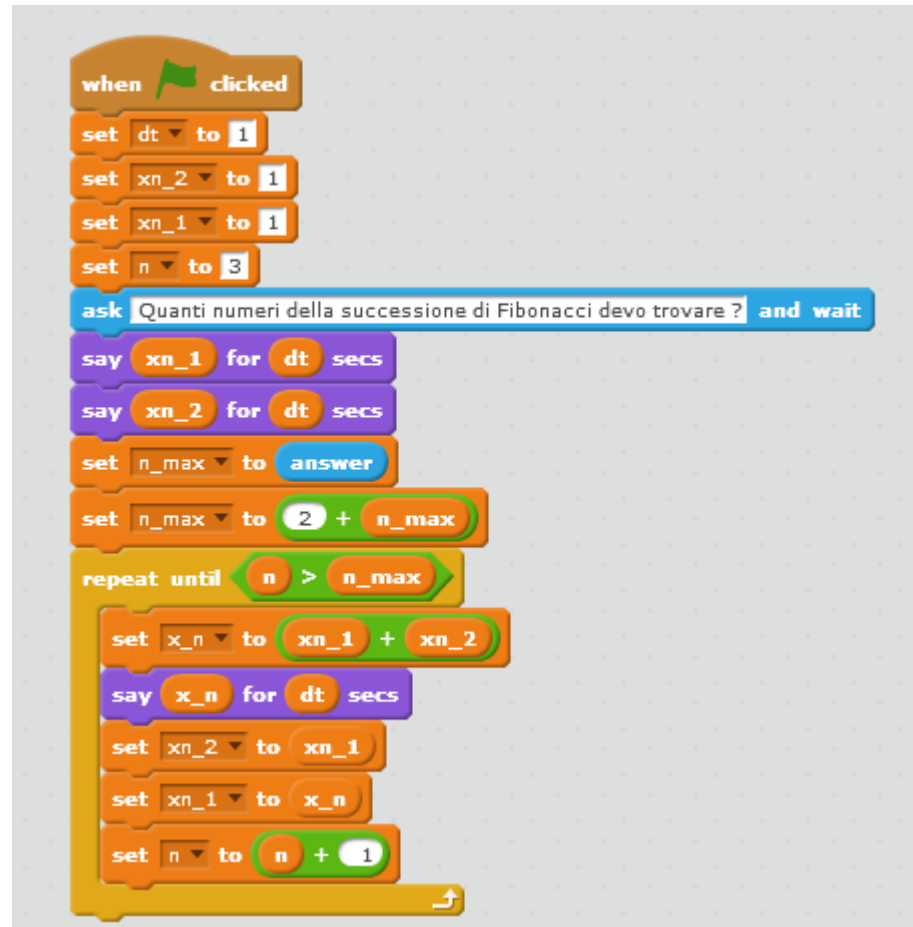 when clicked
set dt to 1
set xn_2 to 1
set xn_1 to 1
set n to 3
ask Quanti numeri della successione di Fibonacci devo trovare ? and wait
say xn_1 for dt secs
say xn_2 for dt secs
set n_max to answer
set n_max to 2 + n_max
repeat until n > n_max
set x_n to xn_1 + xn_2
say x_n for dt secs
set xn_2 to xn_1
set xn_1 to x_n
set n to n + 1